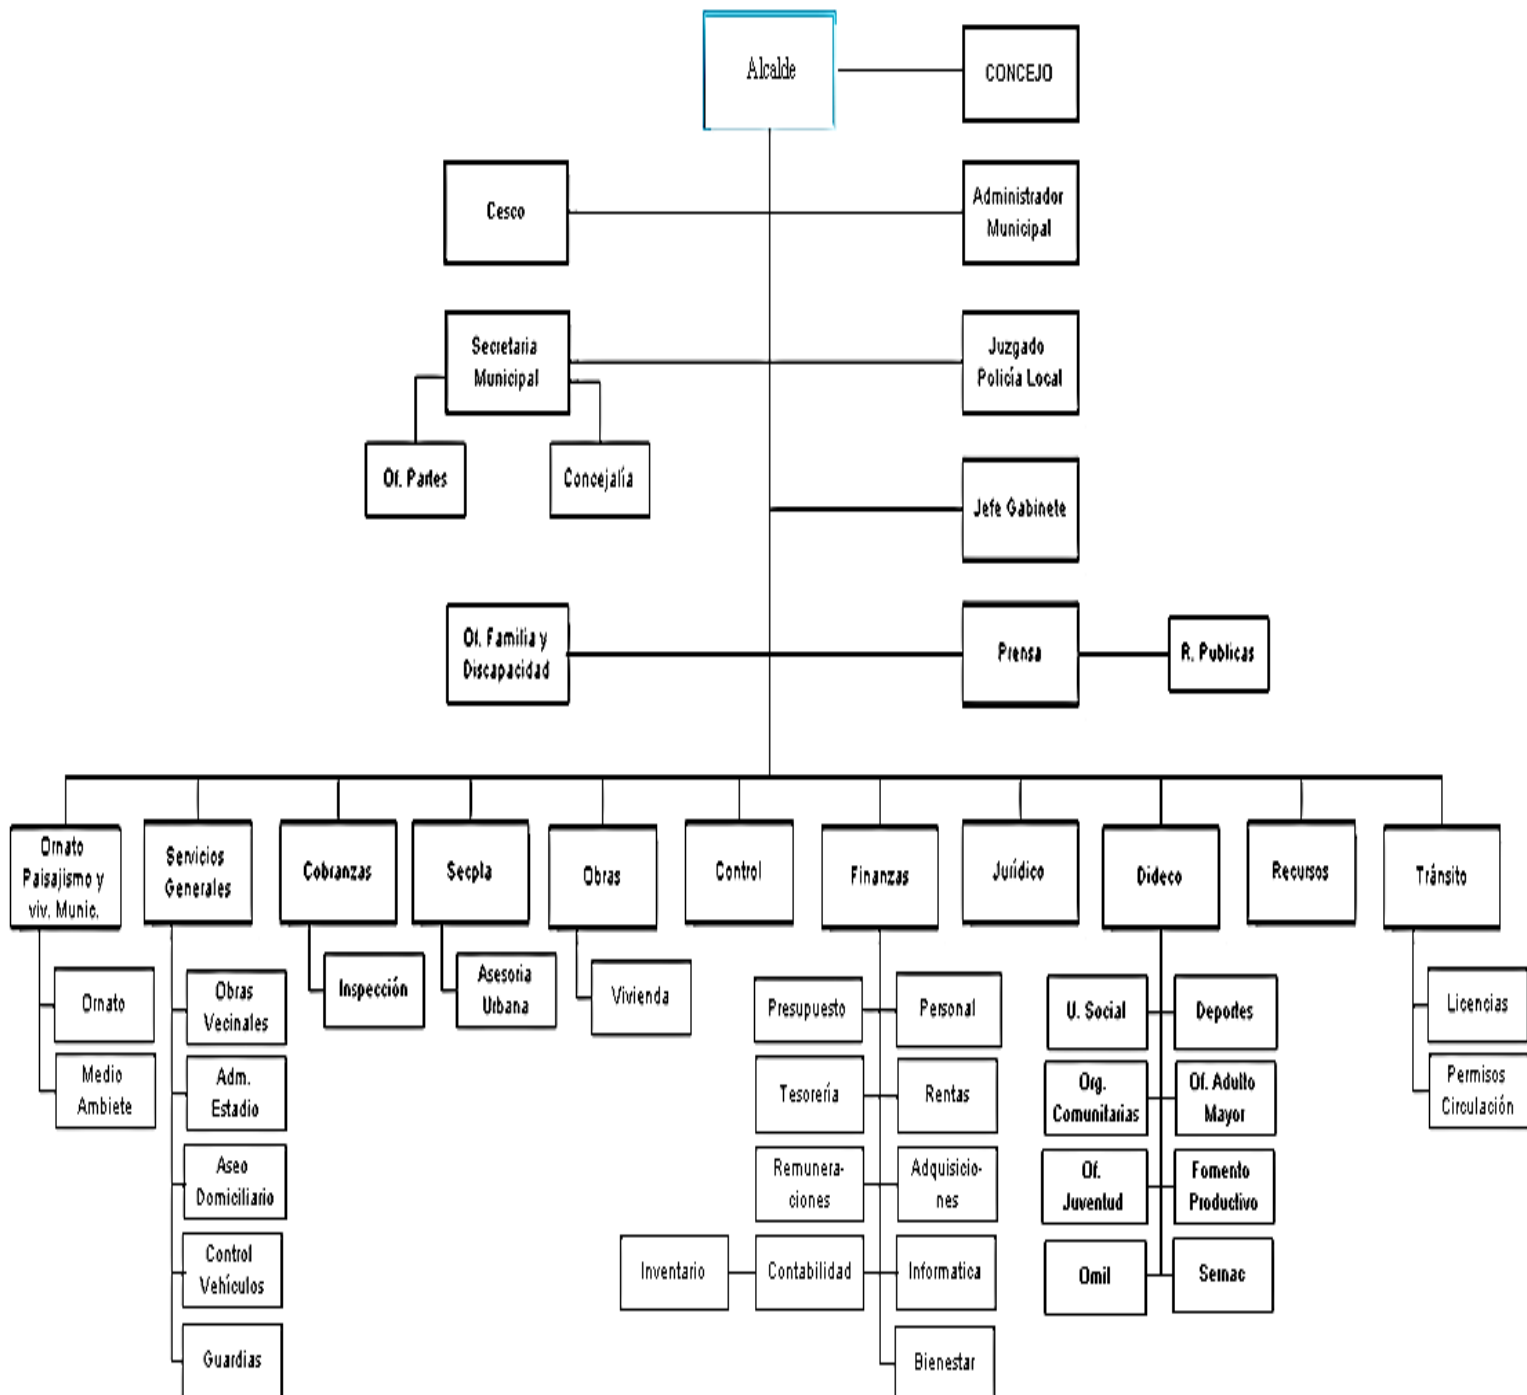 Alcalde
CONCEJO
Cesco
Administrador
Municipal
Secretaria
Municipal
Juzgado
Policía Local
Of. Partes
Concejalía
Jefe Gabinete
Of. Familia y
Discapacidad
Prensa
R. Publicas
Ornato
Paisajismo y
viv. Munic.
Servicios
Generales
Cobranzas
Secpla
Obras
Control
Finanzas
Jurídico
Dideco
Recursos
Tránsito
Ornato
Medio
Ambiete
Obras
Vecinales
Adm.
Estadio
Aseo
Domiciliario
Control
Vehículos
Guardias
Inspección
Asesoria
Urbana
Vivienda
Presupuesto
Personal
Tesorería
Rentas
Remunera-
ciones
Adquisicio-
nes
Inventario
Contabilidad
Informatica
Bienestar
U. Social
Deportes
Org.
Comunitarias
Of. Adulto
Mayor
Of.
Juventud
Fomento
Productivo
Omil
Sernac
Licencias
Permisos
Circulación